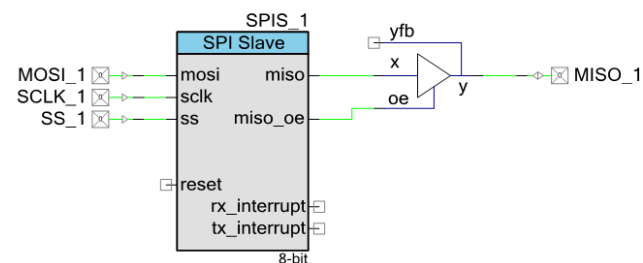 SPIS_1
SPI Slave
MOSI_1
SCLK_1
SS_1
mosi
sclk
ss
reset
miso
miso_oe
rx_interrupt
tx_interrupt
8-bit
yfb
x
oe
y
MISO_1